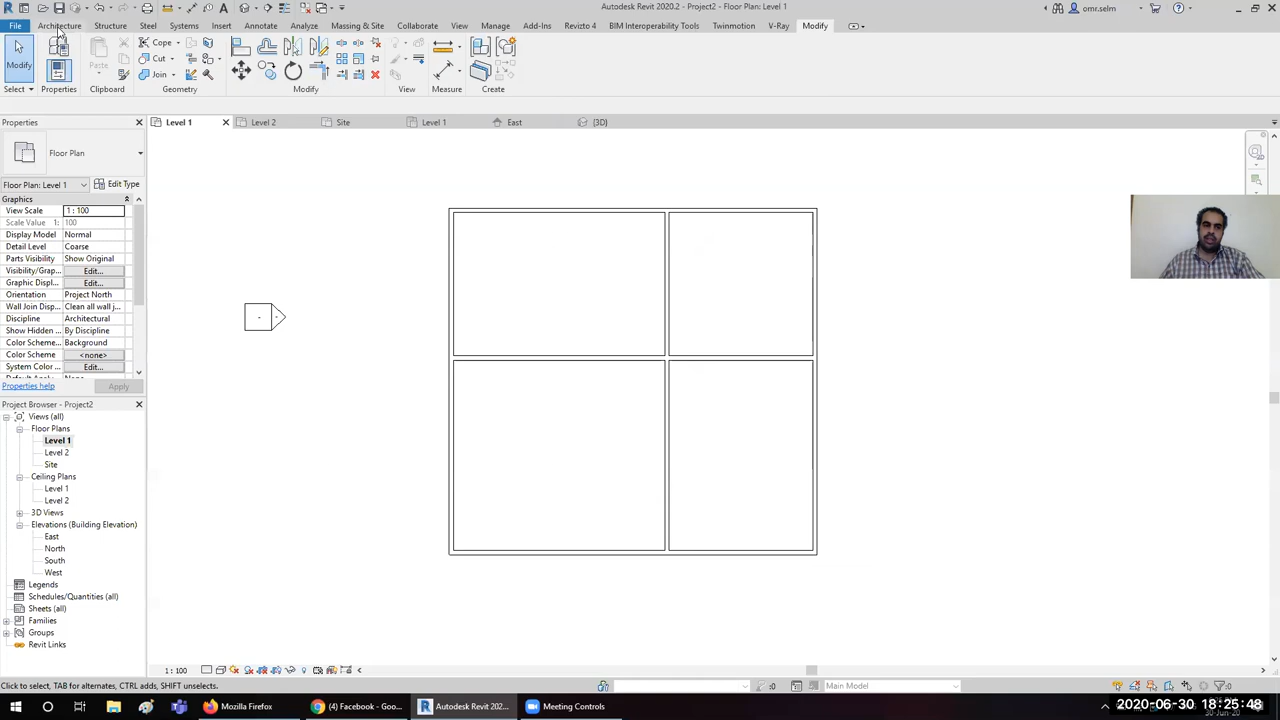 Autodesk Revit 2020.2 - Project2 - Floor Plan: Level 1
omr.selm
File Architecture Structure Steel Systems Insert Annotate Analyze Massing & Site Collaborate View Manage Add-Ins Revizto 4 BIM Interoperability Tools Twinmotion V-Ray Modify
Modify Paste Cope Cut Join
Select Properties Clipboard Geometry Modify View Measure Create
Properties
Level 1 Level 2 Site Level 1 East {3D}
Floor Plan
Floor Plan: Level 1 Edit Type
Graphics
View Scale 1 : 100
Scale Value 1: 100
Display Model Normal
Detail Level Coarse
Parts Visibility Show Original
Visibility/Grap... Edit...
Graphic Displ... Edit...
Orientation Project North
Wall Join Disp... Clean all wall j...
Discipline Architectural
Show Hidden ... By Discipline
Color Scheme... Background
Color Scheme <none>
System Color ... Edit...
Properties help Apply
Project Browser - Project2
Views (all)
Floor Plans
Level 1
Level 2
Site
Ceiling Plans
Level 1
Level 2
3D Views
Elevations (Building Elevation)
East
North
South
West
Legends
Schedules/Quantities (all)
Sheets (all)
Families
Groups
Revit Links
1 : 100
Click to select, TAB for alternates, CTRL adds, SHIFT unselects.
:0 Main Model :0
Mozilla Firefox (4) Facebook - Goo... Autodesk Revit 202... Meeting Controls
2020-06-30 18:25:48